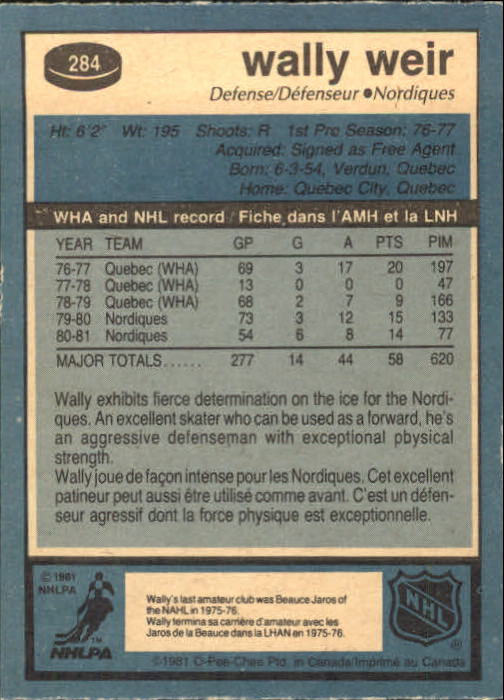 284
wally weir
Defense/Défenseur ●Nordiques
Ht: 6'2" Wt: 195 Shoots: R 1st Pro Season: 76-77
Acquired: Signed as Free Agent
Born: 6-3-54, Verdun, Quebec
Home: Quebec City, Quebec
WHA and NHL record / Fiche dans l'AMH et la LNH
YEAR TEAM GP G A PTS PIM
76-77 Quebec (WHA) 69 3 17 20 197
77-78 Quebec (WHA) 13 0 0 0 47
78-79 Quebec (WHA) 68 2 7 9 166
79-80 Nordiques 73 3 12 15 133
80-81 Nordiques 54 6 8 14 77
MAJOR TOTALS...... 277 14 44 58 620
Wally exhibits fierce determination on the ice for the Nordi-
ques. An excellent skater who can be used as a forward, he's
an aggressive defenseman with exceptional pbysical
strength.
Wally joue de façon intense pour les Nordiques. Cet excellent
patineur peut aussi être utilisé comme avant. C'est un défen-
seur agressif dont la force physique est exceptionnelle.
© 1981
NHLPA
TM
NHLPA
Wally's last amateur club was Beauce Jaros of
the NAHL in 1975-76.
Wally termina sa carrière d'amateur avec les
Jaros de la Beauce dans la LHAN en 1975-76.
NHL
®
©1981 O-Pee-Chee Ptd. in Canada/Imprimé au Canada